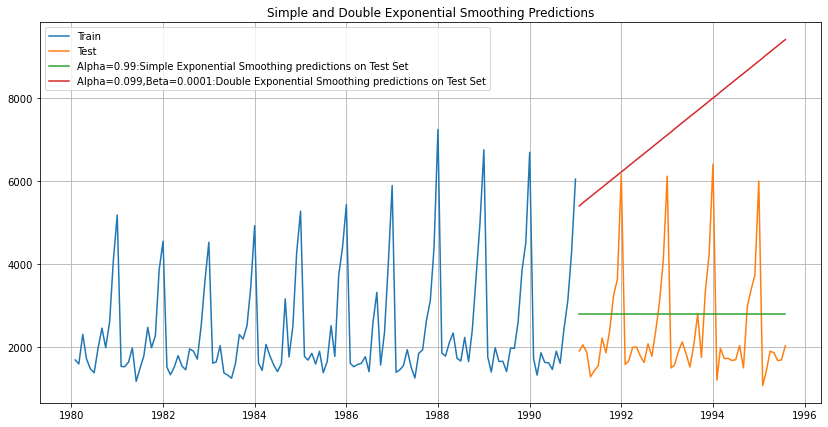 Simple and Double Exponential Smoothing Predictions
Train
Test
Alpha=0.99:Simple Exponential Smoothing predictions on Test Set
Alpha=0.099,Beta=0.0001:Double Exponential Smoothing predictions on Test Set
8000
6000
4000
2000
1980 1982 1984 1986 1988 1990 1992 1994 1996